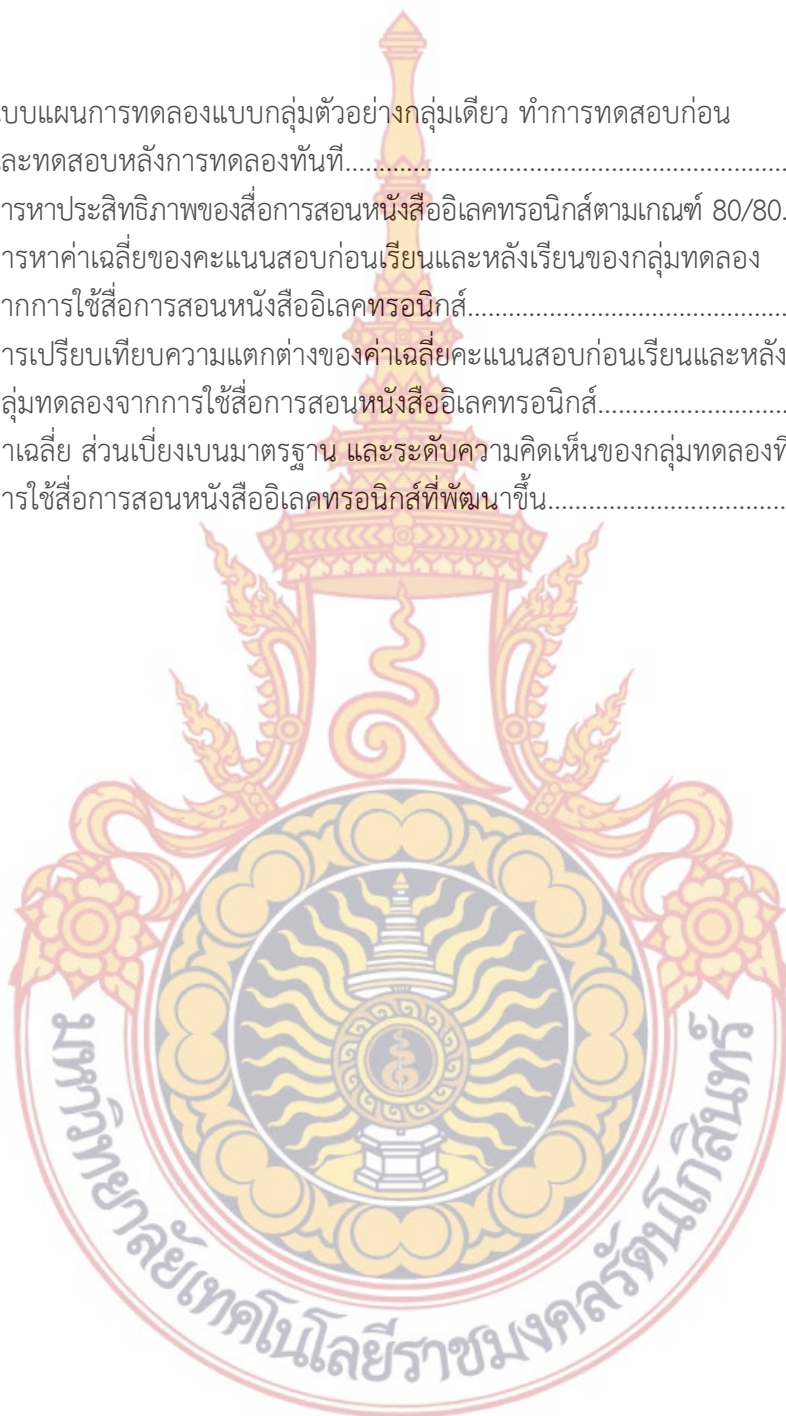 บบแผนการทดลองแบบกลุ่มตัวอย่างกลุ่มเดียว ทำการทดสอบก่อน
ละทดสอบหลังการทดลองทันที........................................................................
ารหาประสิทธิภาพของสื่อการสอนหนังสืออิเลคทรอนิกส์ตามเกณฑ์ 80/80.
ารหาค่าเฉลี่ยของคะแนนสอบก่อนเรียนและหลังเรียนของกลุ่มทดลอง
ากการใช้สื่อการสอนหนังสืออิเลคทรอนิกส์....................................................
ารเปรียบเทียบความแตกต่างของค่าเฉลี่ยคะแนนสอบก่อนเรียนและหลัง
ลุ่มทดลองจากการใช้สื่อการสอนหนังสืออิเลคทรอนิกส์..............................
าเฉลี่ย ส่วนเบี่ยงเบนมาตรฐาน และระดับความคิดเห็นของกลุ่มทดลองที
ารใช้สื่อการสอนหนังสืออิเลคทรอนิกส์ที่พัฒนาขึ้น......................................
มหาวิทยาลัยเทคโนโลยีราชมงคลรัตนโกสินทร์